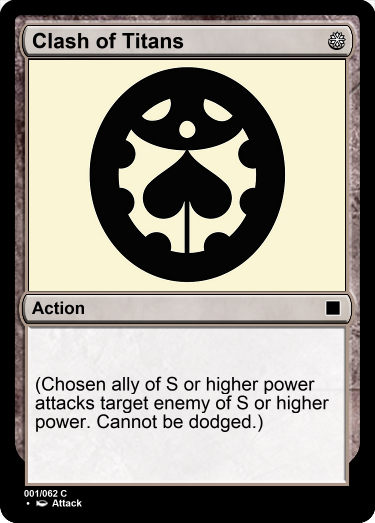 Clash of Titans
Action
(Chosen ally of S or higher power
attacks target enemy of S or higher
power. Cannot be dodged.)
001/062 C
• Attack